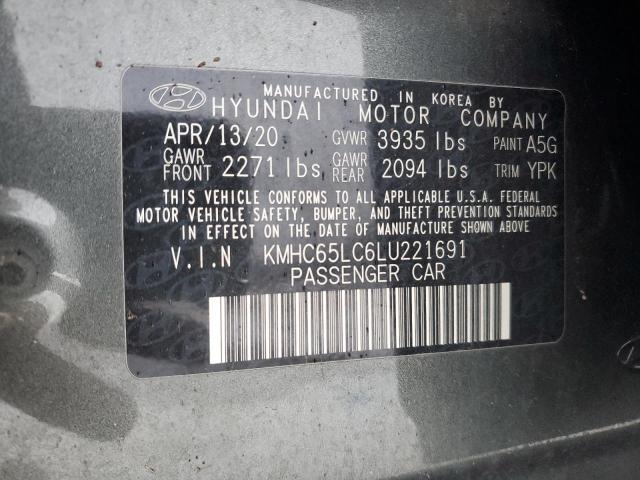 MANUFACTURED IN KOREA BY
HYUNDAI MOTOR COMPANY
APR/13/20 GVWR 3935 lbs PAINT A5G
GAWR FRONT 2271 lbs GAWR REAR 2094 lbs TRIM YPK
THIS VEHICLE CONFORMS TO ALL APPLICABLE U.S.A. FEDERAL
MOTOR VEHICLE SAFETY, BUMPER, AND THEFT PREVENTION STANDARDS
IN EFFECT ON THE DATE OF MANUFACTURE SHOWN ABOVE
V.I.N KMHC65LC6LU221691
PASSENGER CAR